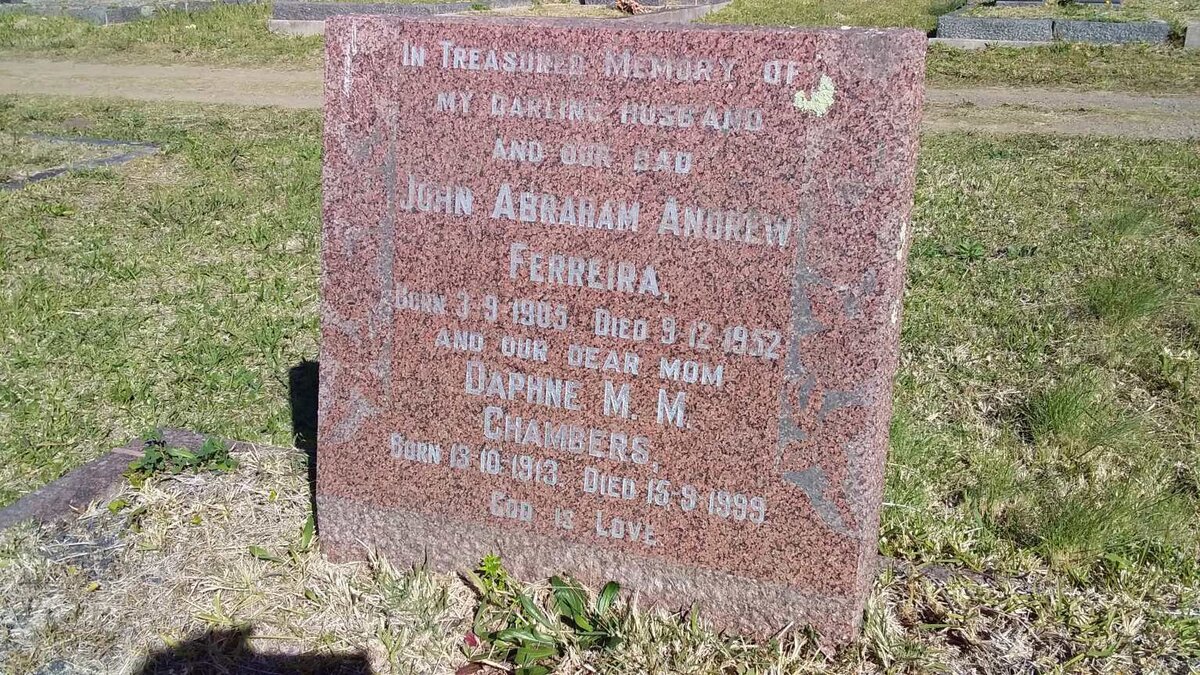 IN TREASURED MEMORY OF
MY DARLING HUSBAND
AND OUR DAD
JOHN ABRAHAM ANDREW
FERREIRA,
BORN 3-9-1905. DIED 9-12-1952
AND OUR DEAR MOM
DAPHNE M. M.
CHAMBERS,
BORN 13-10-1913. DIED 15-9-1999
GOD IS LOVE.